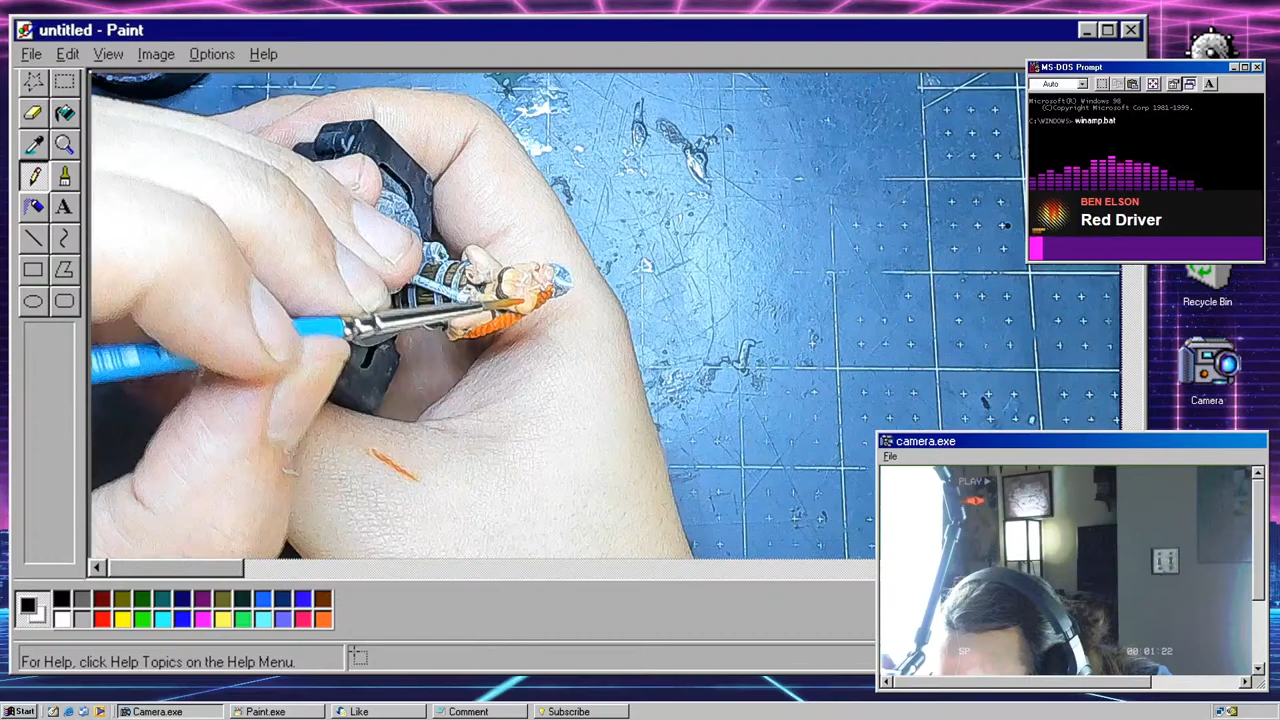 untitled - Paint
File Edit View Image Options Help
A
For Help, click Help Topics on the Help Menu.
MS-DOS Prompt
Auto
A
Microsoft(R) Windows 98
(C)Copyright Microsoft Corp 1981-1999.
C:\WINDOWS> winamp.bat
BEN ELSON
Red Driver
Recycle Bin
Camera
camera.exe
File
PLAY
SP 00:01:22
Start Camera.exe Paint.exe Like Comment Subscribe